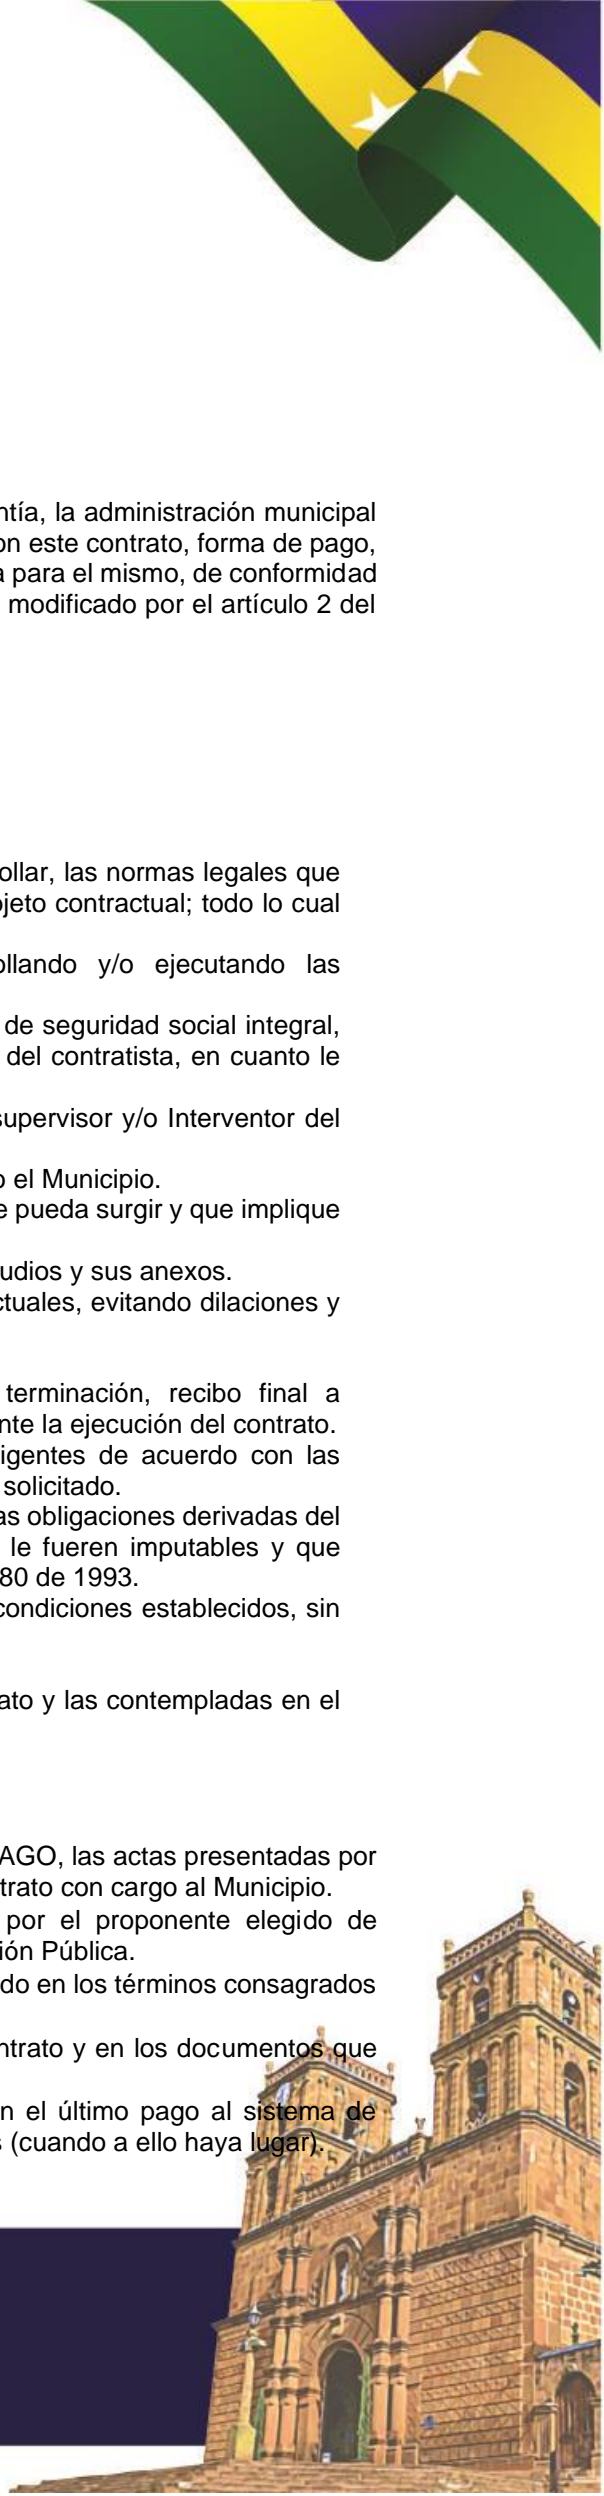 ntía, la administración municipal
on este contrato, forma de pago,
a para el mismo, de conformidad
modificado por el artículo 2 del
ollar, las normas legales que
jeto contractual; todo lo cual
ollando y/o ejecutando las
de seguridad social integral,
del contratista, en cuanto le
supervisor y/o Interventor del
o el Municipio.
e pueda surgir y que implique
udios y sus anexos.
ctuales, evitando dilaciones y
terminación, recibo final a
nte la ejecución del contrato.
igentes de acuerdo con las
solicitado.
as obligaciones derivadas del
le fueren imputables y que
80 de 1993.
condiciones establecidos, sin
ato y las contempladas en el
AGO, las actas presentadas por
trato con cargo al Municipio.
por el proponente elegido de
ión Pública.
do en los términos consagrados
ntrato y en los documentos que
n el último pago al sistema de
s (cuando a ello haya lugar).